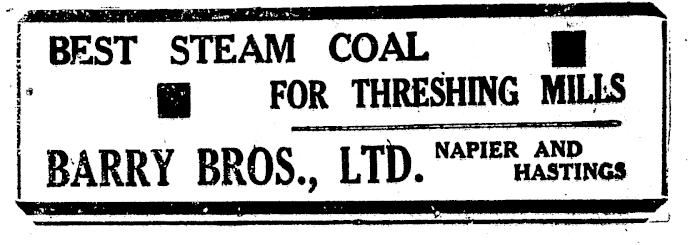 BEST STEAM COAL
FOR THRESHING MILLS
BARRY BROS., LTD. NAPIER AND
HASTINGS